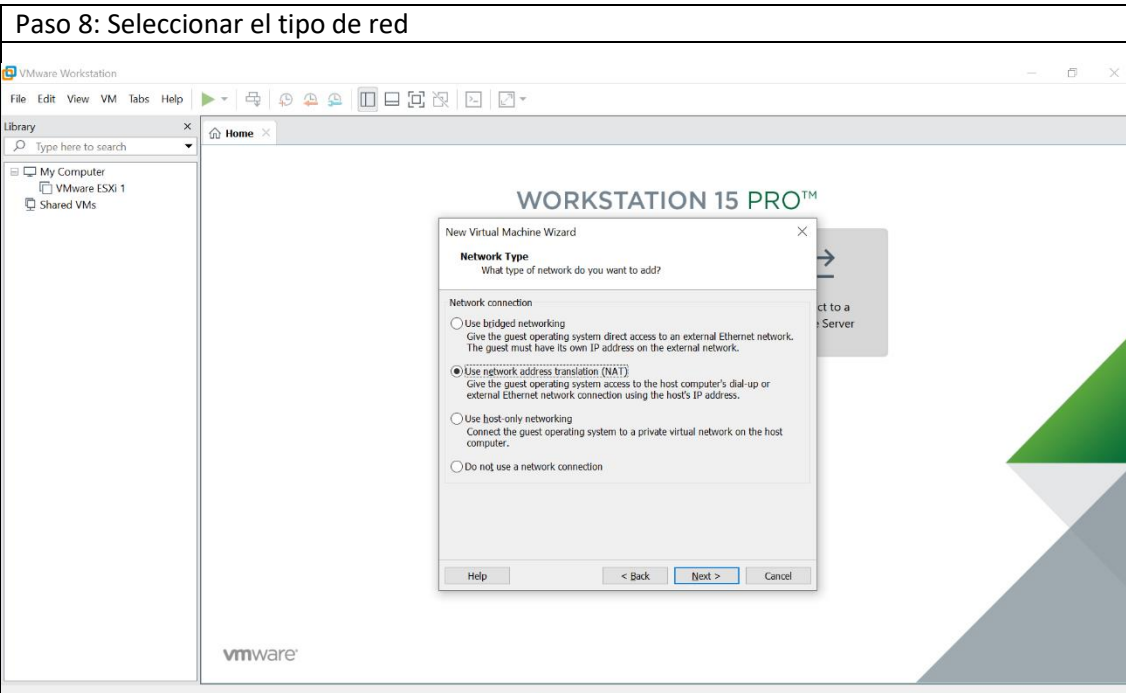 Paso 8: Seleccionar el tipo de red
VMware Workstation
File Edit View VM Tabs Help
Library
Type here to search
My Computer
VMware ESXi 1
Shared VMs
Home
WORKSTATION 15 PRO™
New Virtual Machine Wizard
Network Type
What type of network do you want to add?
Network connection
Use bridged networking
Give the guest operating system direct access to an external Ethernet network.
The guest must have its own IP address on the external network.
Use network address translation (NAT)
Give the guest operating system access to the host computer's dial-up or
external Ethernet network connection using the host's IP address.
Use host-only networking
Connect the guest operating system to a private virtual network on the host
computer.
Do not use a network connection
Help < Back Next > Cancel
ct to a
Server
vmware